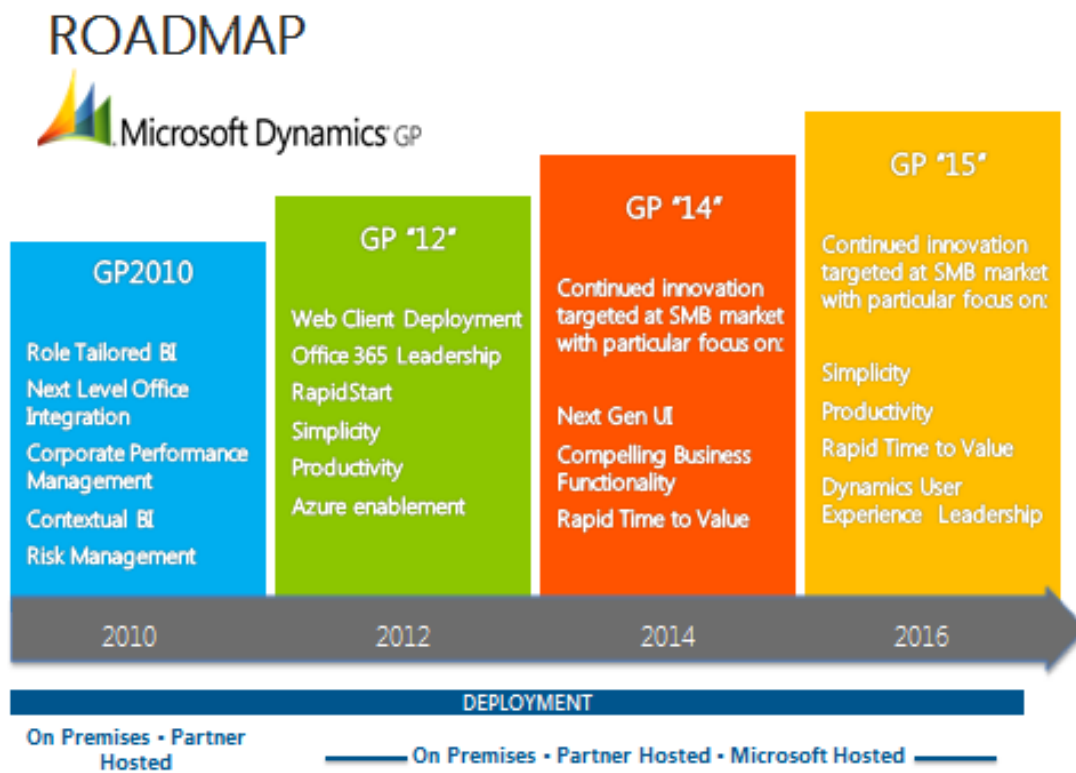 ROADMAP
Microsoft Dynamics GP
GP2010
Role Tailored BI
Next Level Office
Integration
Corporate Performance
Management
Contextual BI
Risk Management
GP "12"
Web Client Deployment
Office 365 Leadership
RapidStart
Simplicity
Productivity
Azure enablement
GP "14"
Continued innovation
targeted at SMB market
with particular focus on:
Next Gen UI
Compelling Business
Functionality
Rapid Time to Value
GP "15"
Continued innovation
targeted at SMB market
with particular focus on:
Simplicity
Productivity
Rapid Time to Value
Dynamics User
Experience Leadership
2010
2012
2014
2016
DEPLOYMENT
On Premises • Partner
Hosted
On Premises • Partner Hosted • Microsoft Hosted